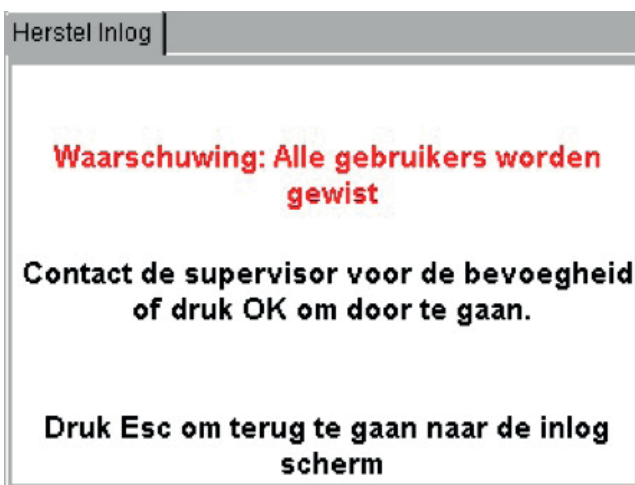 Herstel Inlog
Waarschuwing: Alle gebruikers worden
gewist
Contact de supervisor voor de bevoegheid
of druk OK om door te gaan.
Druk Esc om terug te gaan naar de inlog
scherm